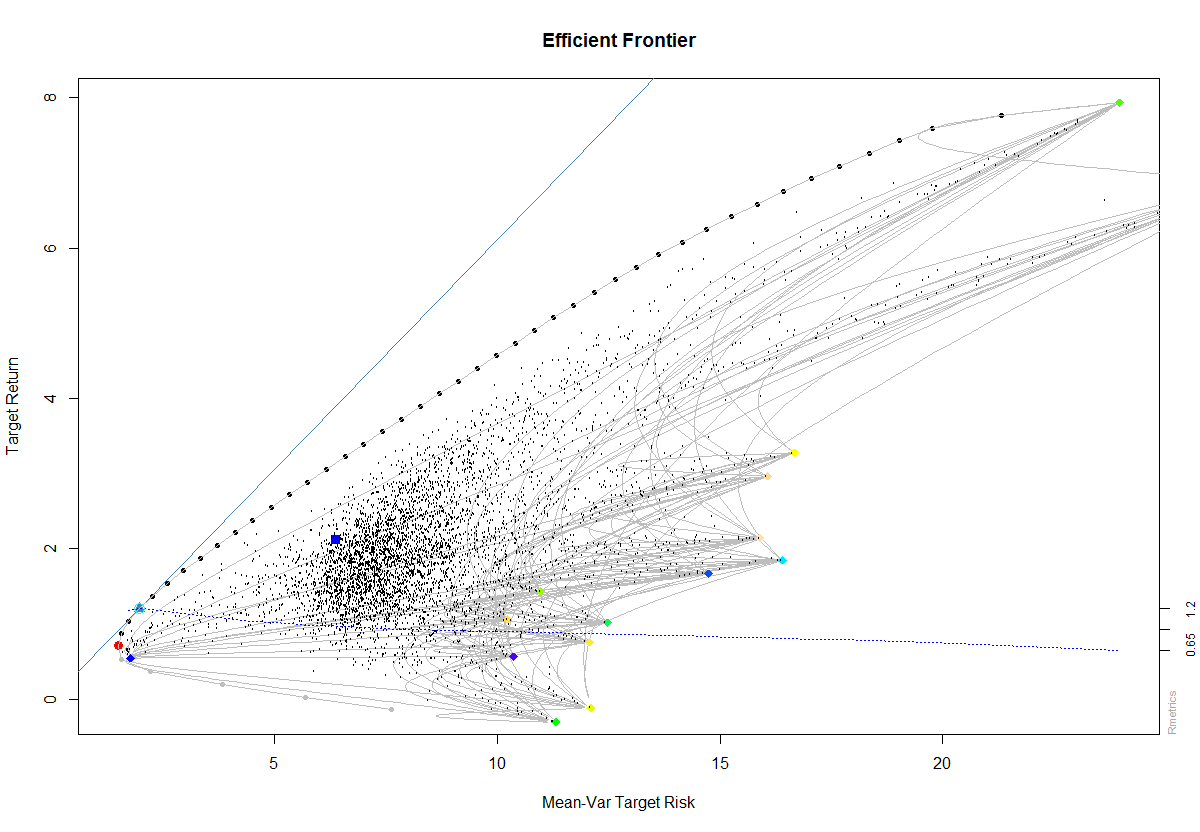 Efficient Frontier
8
6
4
2
0
Target Return
5
10
15
20
Mean-Var Target Risk
1.2
0.65
Rmetrics